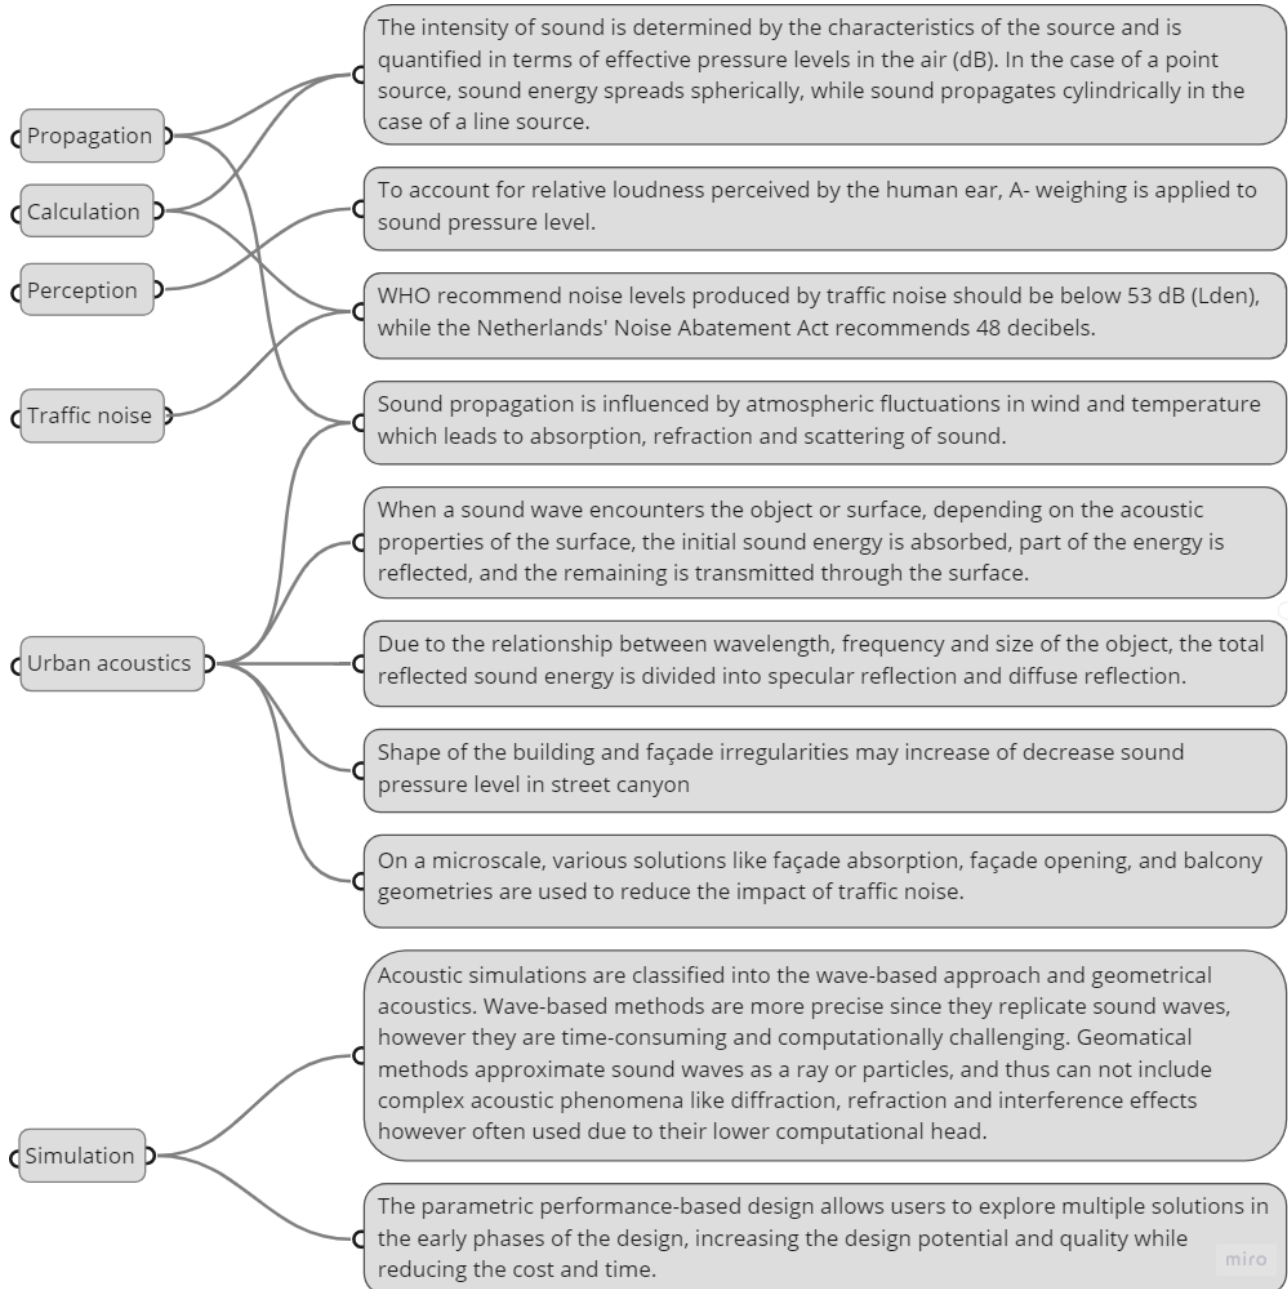 The intensity of sound is determined by the characteristics of the source and is
quantified in terms of effective pressure levels in the air (dB). In the case of a point
source, sound energy spreads spherically, while sound propagates cylindrically in the
case of a line source.
Propagation
Calculation
To account for relative loudness perceived by the human ear, A- weighing is applied to
sound pressure level.
Perception
WHO recommend noise levels produced by traffic noise should be below 53 dB (Lden),
while the Netherlands' Noise Abatement Act recommends 48 decibels.
Traffic noise
Sound propagation is influenced by atmospheric fluctuations in wind and temperature
which leads to absorption, refraction and scattering of sound.
When a sound wave encounters the object or surface, depending on the acoustic
properties of the surface, the initial sound energy is absorbed, part of the energy is
reflected, and the remaining is transmitted through the surface.
Urban acoustics
Due to the relationship between wavelength, frequency and size of the object, the total
reflected sound energy is divided into specular reflection and diffuse reflection.
Shape of the building and façade irregularities may increase of decrease sound
pressure level in street canyon
On a microscale, various solutions like façade absorption, façade opening, and balcony
geometries are used to reduce the impact of traffic noise.
Acoustic simulations are classified into the wave-based approach and geometrical
acoustics. Wave-based methods are more precise since they replicate sound waves,
however they are time-consuming and computationally challenging. Geomatical
methods approximate sound waves as a ray or particles, and thus can not include
complex acoustic phenomena like diffraction, refraction and interference effects
however often used due to their lower computational head.
Simulation
The parametric performance-based design allows users to explore multiple solutions in
the early phases of the design, increasing the design potential and quality while
reducing the cost and time.
miro